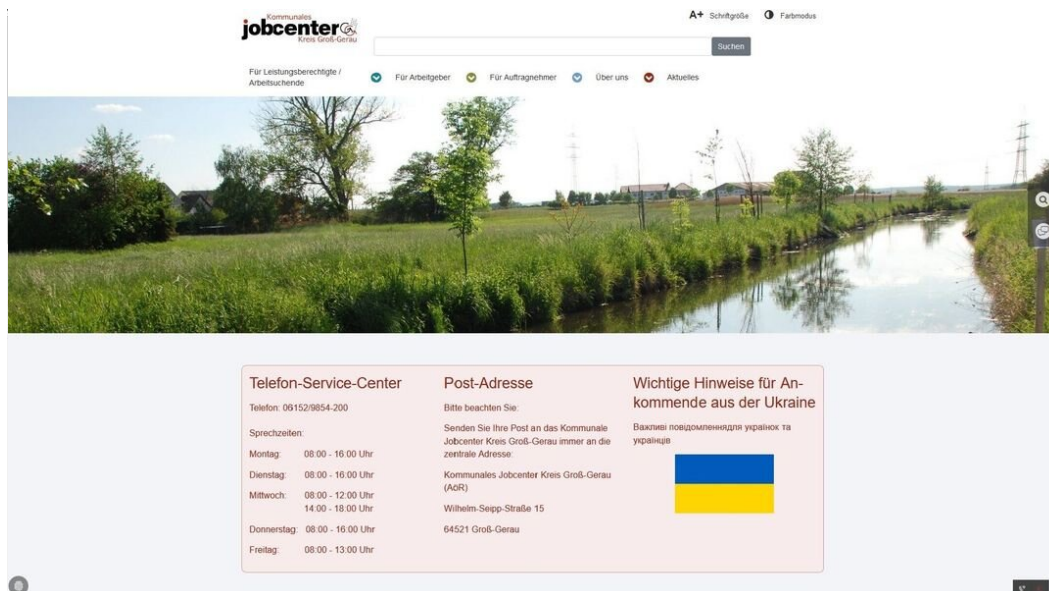 Kommunales
jobcenter
Kreis Groß-Gerau
A+ Schriftgröße
Farbmodus
Suchen
Für Leistungsberechtigte /
Arbeitsuchende
Für Arbeitgeber
Für Auftragnehmer
Über uns
Aktuelles
Telefon-Service-Center
Telefon: 06152/9854-200
Sprechzeiten:
Montag: 08:00 - 16:00 Uhr
Dienstag: 08:00 - 16:00 Uhr
Mittwoch: 08:00 - 12:00 Uhr
14:00 - 18:00 Uhr
Donnerstag: 08:00 - 16:00 Uhr
Freitag: 08:00 - 13:00 Uhr
Post-Adresse
Bitte beachten Sie:
Senden Sie Ihre Post an das Kommunale
Jobcenter Kreis Groß-Gerau immer an die
zentrale Adresse:
Kommunales Jobcenter Kreis Groß-Gerau
(AöR)
Wilhelm-Seipp-Straße 15
64521 Groß-Gerau
Wichtige Hinweise für An-
kommende aus der Ukraine
Важливі повідомленнядля українок та
українців